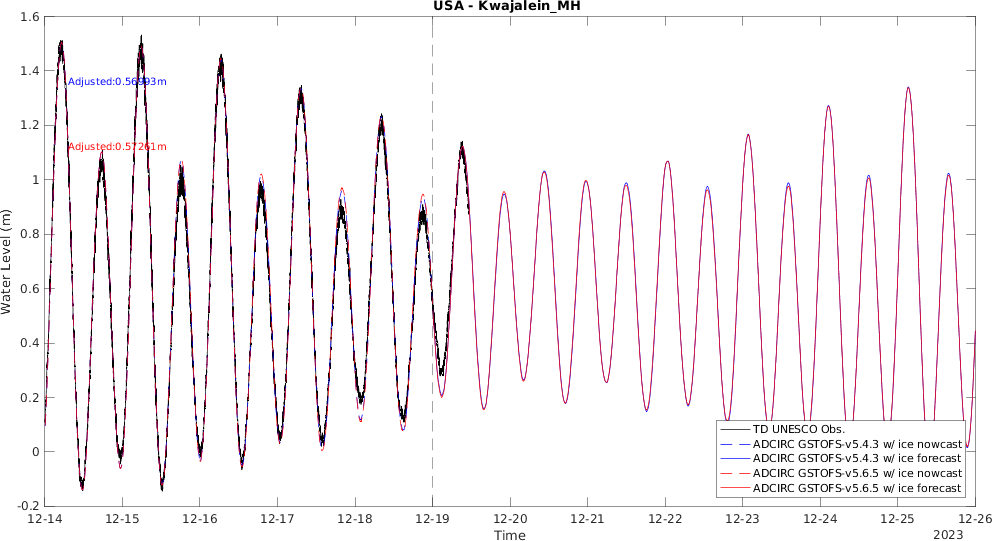 USA - Kwajalein_MH
1.6
1.4
1.2
1
0.8
0.6
0.4
0.2
0
-0.2
Water Level (m)
Adjusted:0.56993m
Adjusted:0.57261m
TD UNESCO Obs.
ADCIRC GSTOFS-v5.4.3 w/ ice nowcast
ADCIRC GSTOFS-v5.4.3 w/ ice forecast
ADCIRC GSTOFS-v5.6.5 w/ ice nowcast
ADCIRC GSTOFS-v5.6.5 w/ ice forecast
12-14 12-15 12-16 12-17 12-18 12-19 12-20 12-21 12-22 12-23 12-24 12-25 12-26
Time
2023